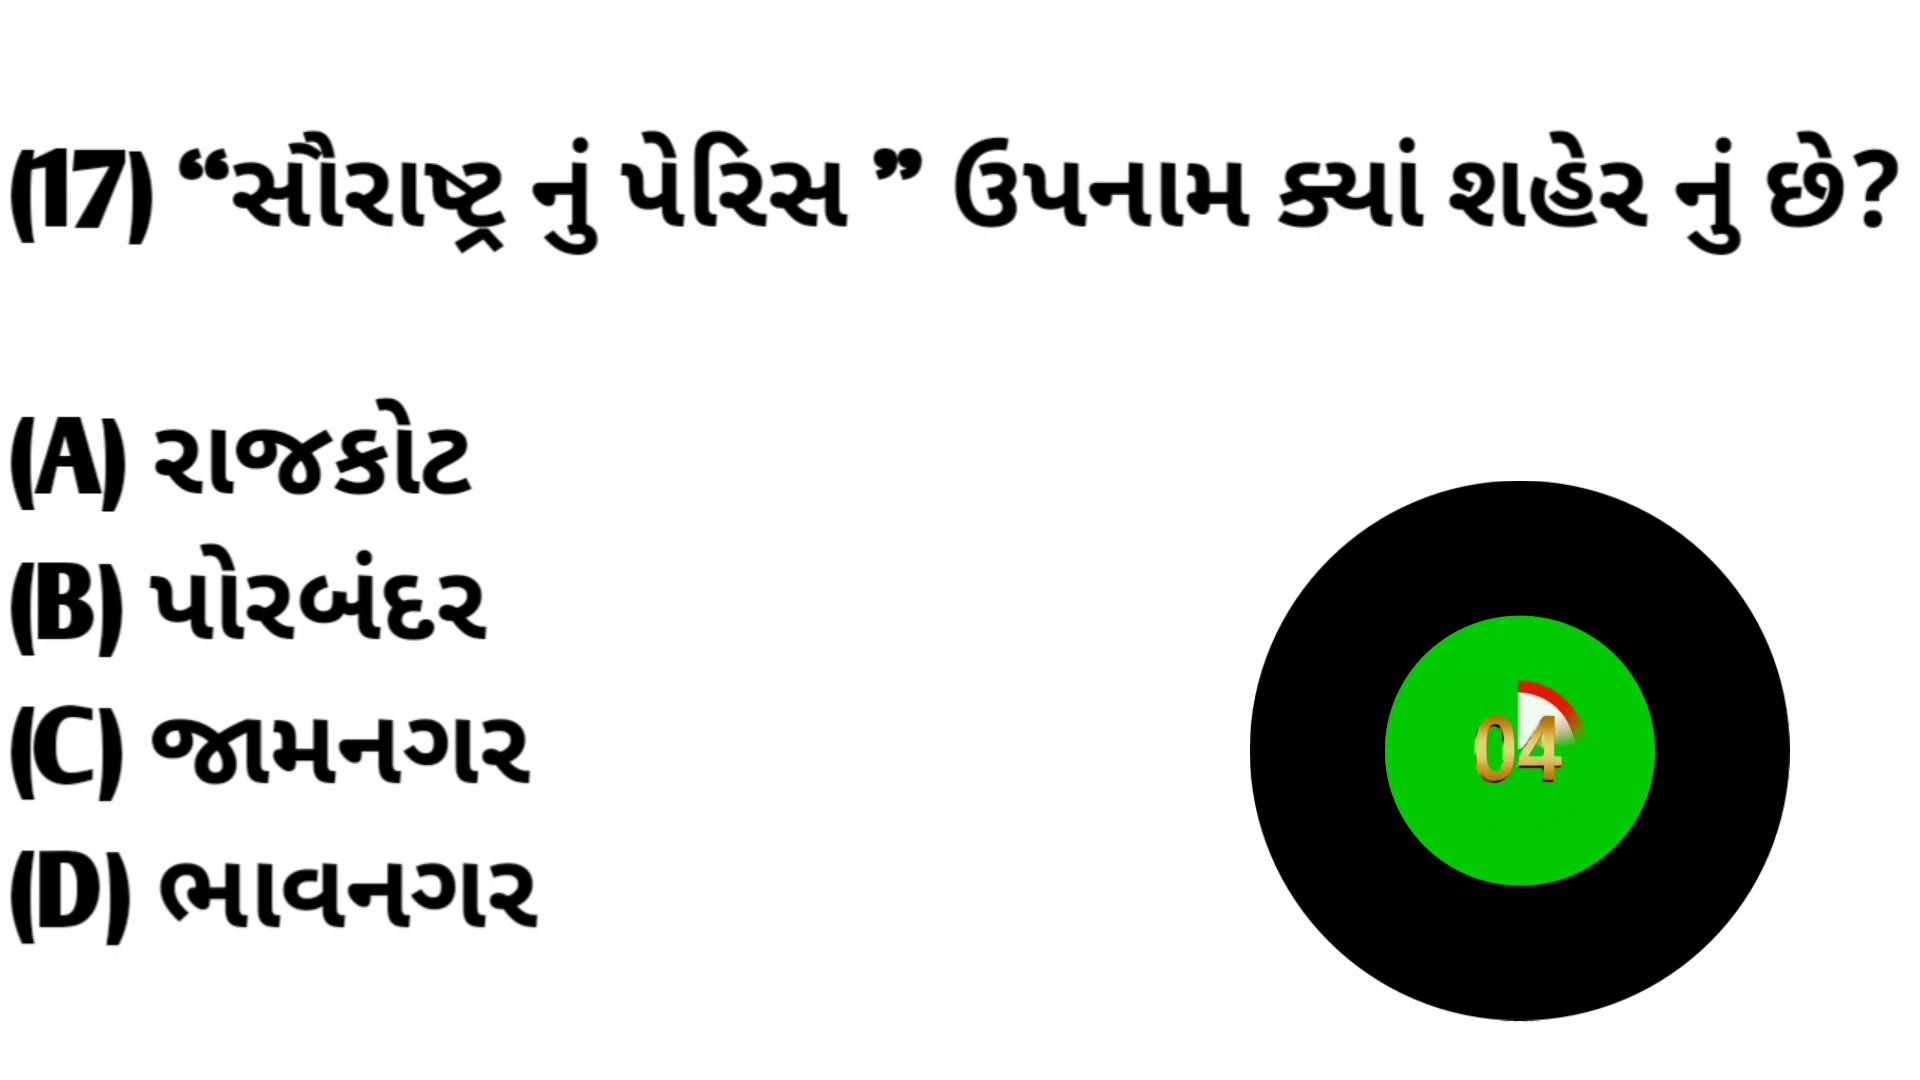 (17) “સૌરાષ્ટ્ર નું પેરિસ ” ઉપનામ ક્યાં શહેર નું છે?
(A) રાજકોટ
(B) પોરબંદર
(C) જામનગર
(D) ભાવનગર
04